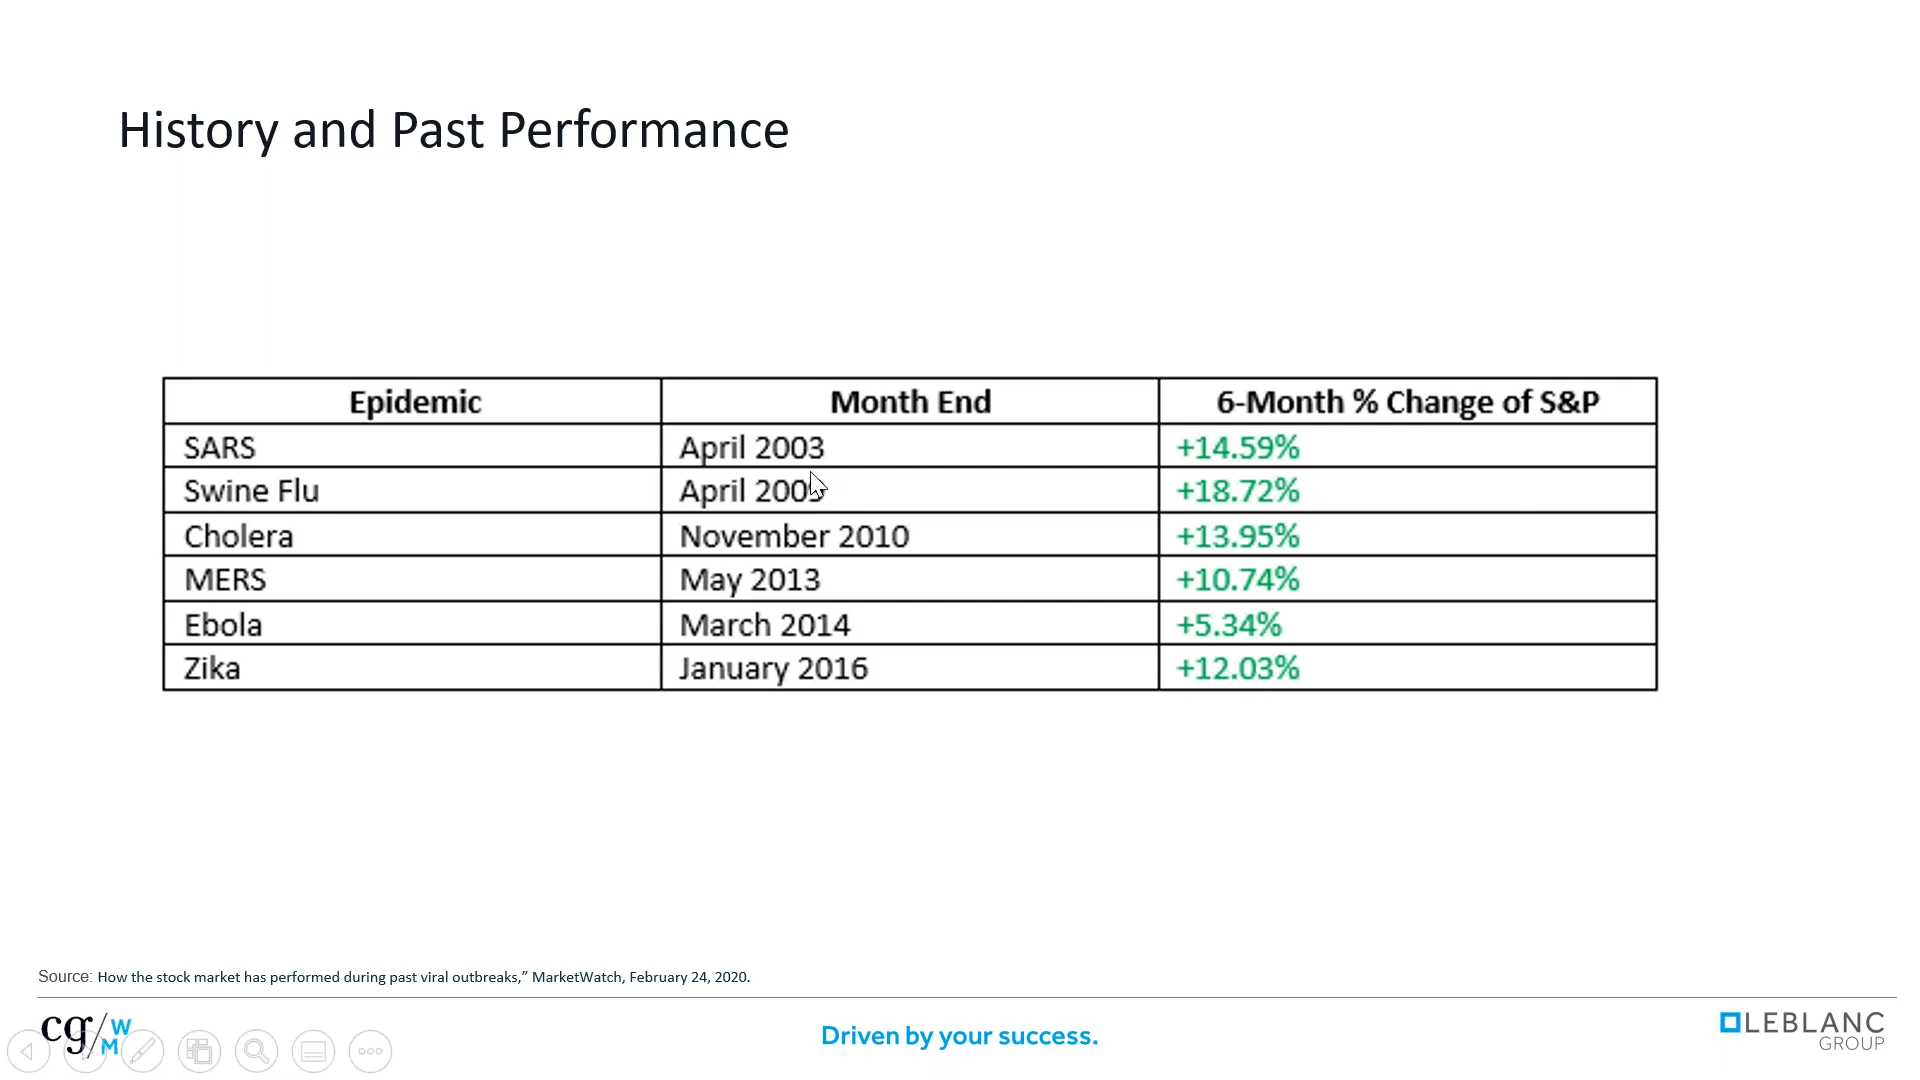 History and Past Performance
Epidemic Month End 6-Month % Change of S&P
SARS April 2003 +14.59%
Swine Flu April 2009 +18.72%
Cholera November 2010 +13.95%
MERS May 2013 +10.74%
Ebola March 2014 +5.34%
Zika January 2016 +12.03%
Source: How the stock market has performed during past viral outbreaks,” MarketWatch, February 24, 2020.
cg/WM
Driven by your success.
LEBLANC
GROUP